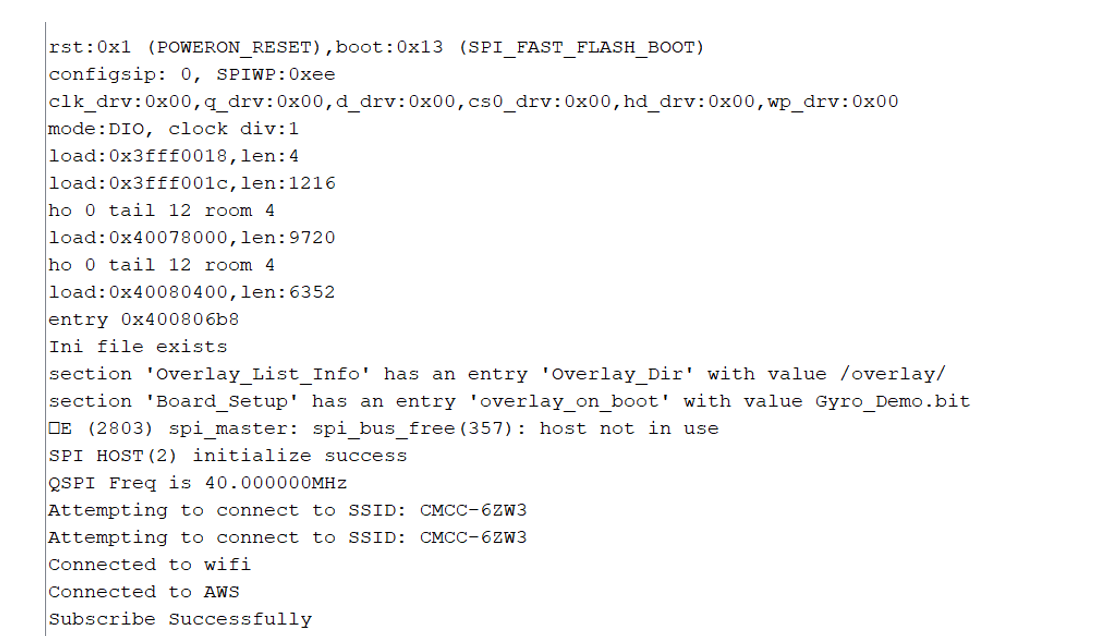 rst:0x1 (POWERON_RESET),boot:0x13 (SPI_FAST_FLASH_BOOT)
configsip: 0, SPIWP:0xee
clk_drv:0x00,q_drv:0x00,d_drv:0x00,cs0_drv:0x00,hd_drv:0x00,wp_drv:0x00
mode:DIO, clock div:1
load:0x3fff0018,len:4
load:0x3fff001c,len:1216
ho 0 tail 12 room 4
load:0x40078000,len:9720
ho 0 tail 12 room 4
load:0x40080400,len:6352
entry 0x400806b8
Ini file exists
section 'Overlay_List_Info' has an entry 'Overlay_Dir' with value /overlay/
section 'Board_Setup' has an entry 'overlay_on_boot' with value Gyro_Demo.bit
□E (2803) spi_master: spi_bus_free(357): host not in use
SPI HOST(2) initialize success
QSPI Freq is 40.000000MHz
Attempting to connect to SSID: CMCC-6ZW3
Attempting to connect to SSID: CMCC-6ZW3
Connected to wifi
Connected to AWS
Subscribe Successfully